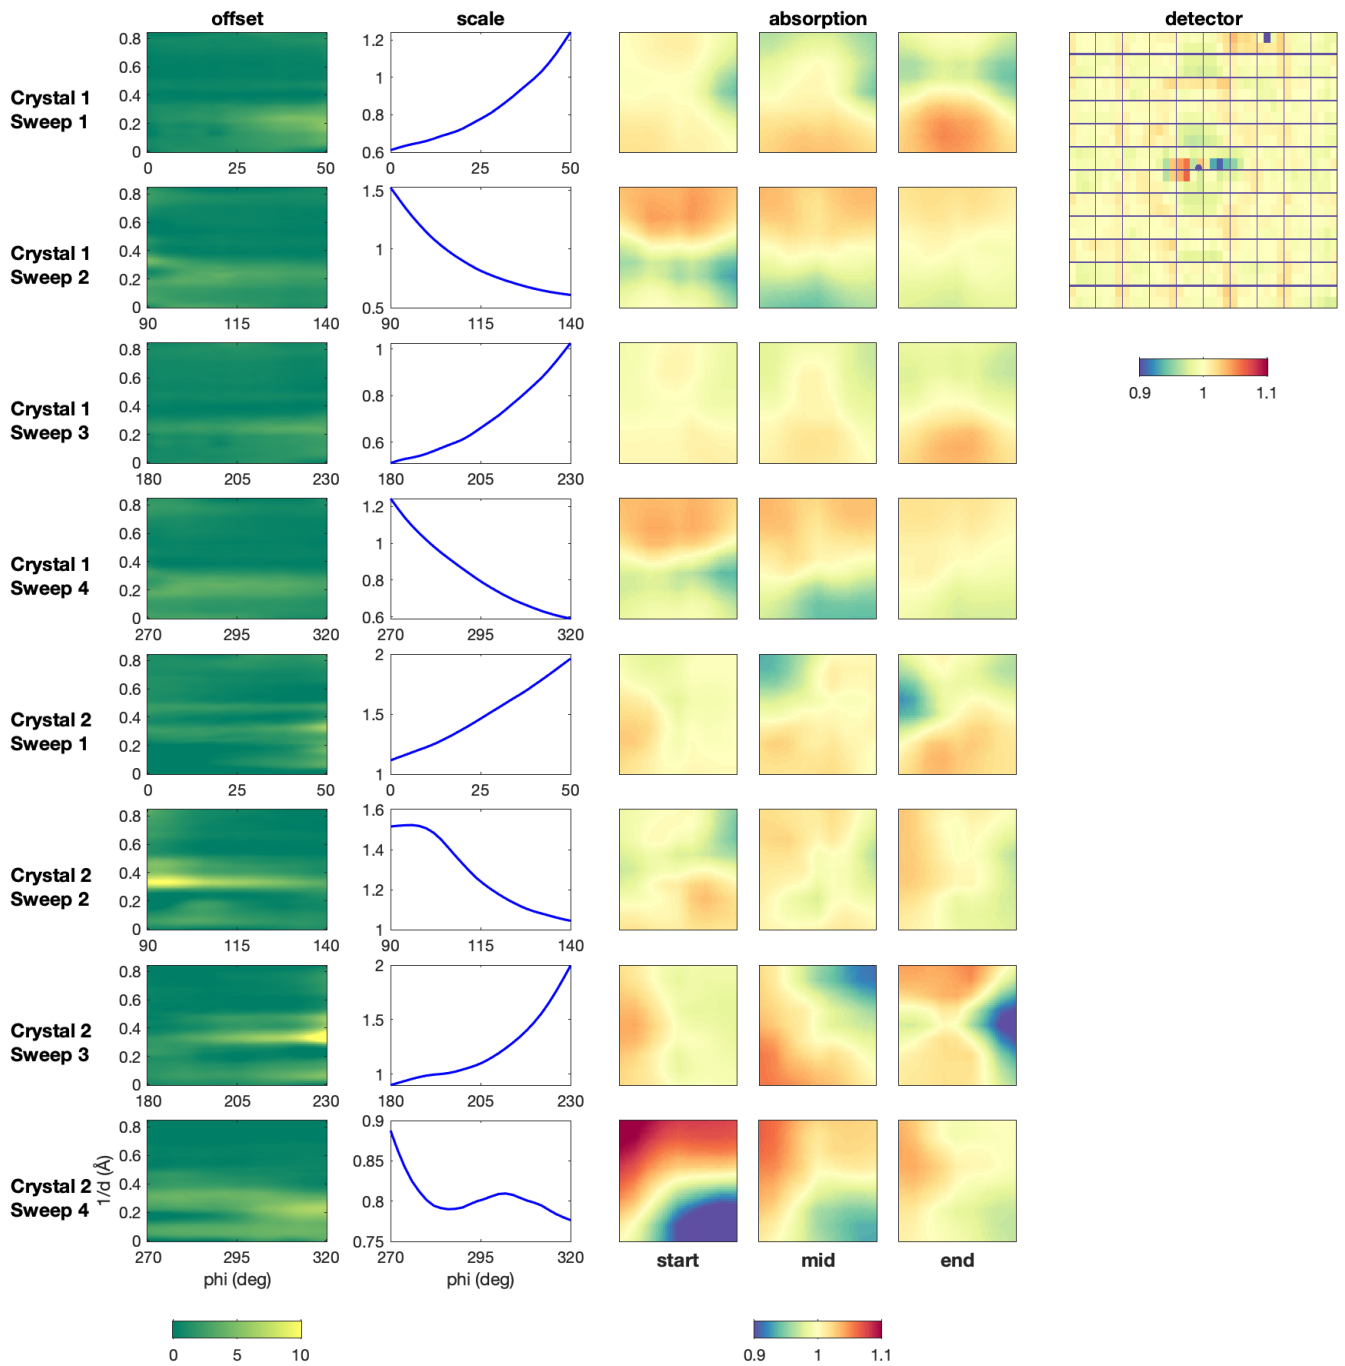 offset scale absorption detector
Crystal 1
Sweep 1
0.8
0.6
0.4
0.2
0
0 25 50
1.2
1
0.8
0.6
0 25 50
Crystal 1
Sweep 2
0.8
0.6
0.4
0.2
0
90 115 140
1.5
1
0.5
90 115 140
0.9 1 1.1
Crystal 1
Sweep 3
0.8
0.6
0.4
0.2
0
180 205 230
1
0.8
0.6
180 205 230
Crystal 1
Sweep 4
0.8
0.6
0.4
0.2
0
270 295 320
1.2
1
0.8
0.6
270 295 320
Crystal 2
Sweep 1
0.8
0.6
0.4
0.2
0
0 25 50
2
1.5
1
0 25 50
Crystal 2
Sweep 2
0.8
0.6
0.4
0.2
0
90 115 140
1.6
1.4
1.2
1
90 115 140
Crystal 2
Sweep 3
0.8
0.6
0.4
0.2
0
180 205 230
2
1.5
1
180 205 230
Crystal 2
Sweep 4
1/d (Å)
0.8
0.6
0.4
0.2
0
270 295 320
phi (deg)
0.9
0.85
0.8
0.75
270 295 320
phi (deg)
start mid end
0 5 10
0.9 1 1.1